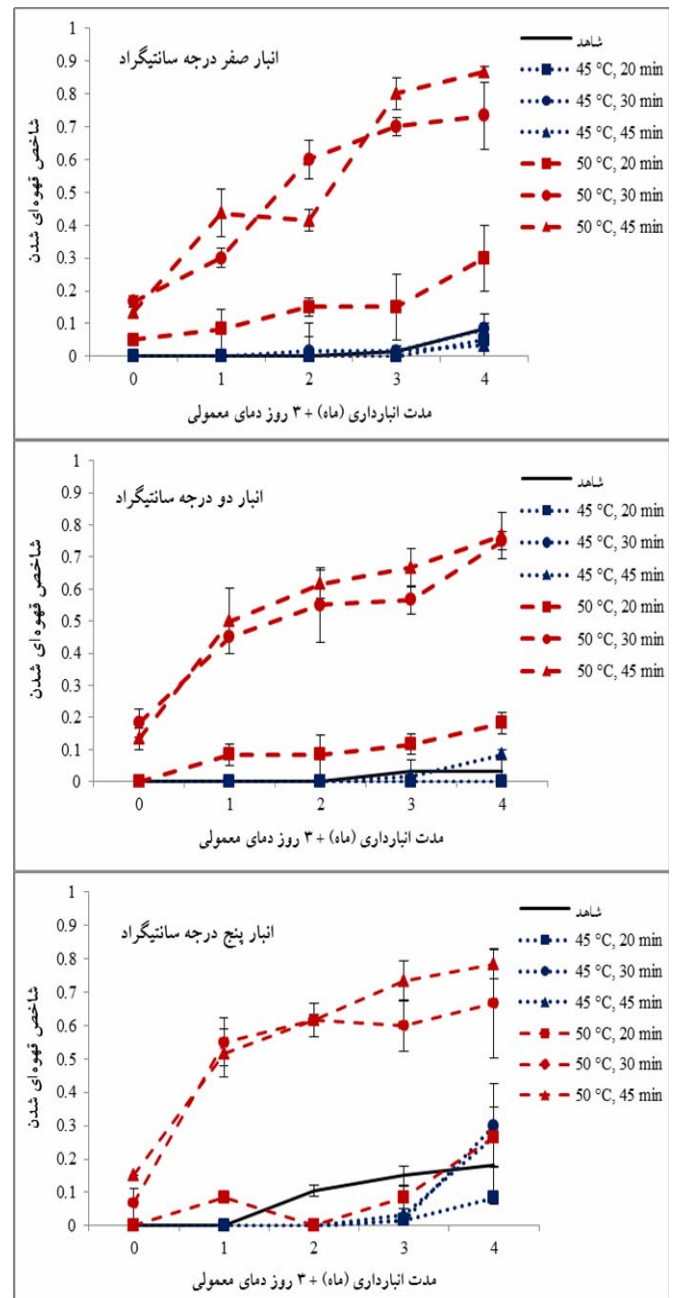 انبار صفر درجه سانتیگراد
شاخص قهوه‌ای شدن
1
0.9
0.8
0.7
0.6
0.5
0.4
0.3
0.2
0.1
0
0 1 2 3 4
مدت انبارداری (ماه) + ۳ روز دمای معمولی
شاهد
45 °C, 20 min
45 °C, 30 min
45 °C, 45 min
50 °C, 20 min
50 °C, 30 min
50 °C, 45 min
انبار دو درجه سانتیگراد
شاخص قهوه‌ای شدن
1
0.9
0.8
0.7
0.6
0.5
0.4
0.3
0.2
0.1
0
0 1 2 3 4
مدت انبارداری (ماه) + ۳ روز دمای معمولی
شاهد
45 °C, 20 min
45 °C, 30 min
45 °C, 45 min
50 °C, 20 min
50 °C, 30 min
50 °C, 45 min
انبار پنج درجه سانتیگراد
شاخص قهوه‌ای شدن
1
0.9
0.8
0.7
0.6
0.5
0.4
0.3
0.2
0.1
0
0 1 2 3 4
مدت انبارداری (ماه) + ۳ روز دمای معمولی
شاهد
45 °C, 20 min
45 °C, 30 min
45 °C, 45 min
50 °C, 20 min
50 °C, 30 min
50 °C, 45 min